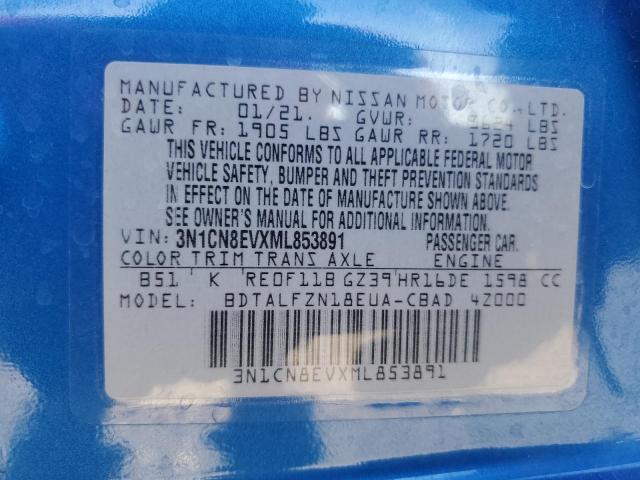 MANUFACTURED BY NISSAN MOTOR CO., LTD.
DATE: 01/21. GVWR: LBS
GAWR FR: 1905 LBS GAWR RR: 1720 LBS
THIS VEHICLE CONFORMS TO ALL APPLICABLE FEDERAL MOTOR
VEHICLE SAFETY, BUMPER AND THEFT PREVENTION STANDARDS
IN EFFECT ON THE DATE OF MANUFACTURE SHOWN ABOVE.
SEE OWNER'S MANUAL FOR ADDITIONAL INFORMATION.
VIN: 3N1CN8EVXML853891 PASSENGER CAR.
COLOR TRIM TRANS AXLE ENGINE
B51 K RE0F11B GZ39 HR16DE 1598 CC
MODEL: BDTALFZN18EUA-CBAD 4Z000
3N1CN8EVXML853891